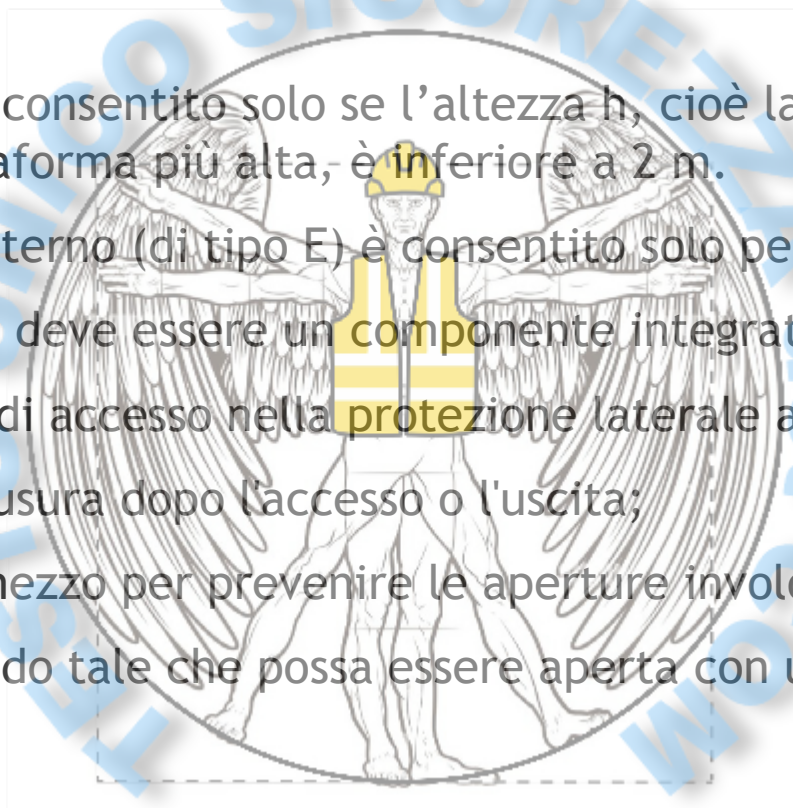 consentito solo se l’altezza h, cioè la
aforma più alta, è inferiore a 2 m.
terno (di tipo E) è consentito solo pe
deve essere un componente integrat
di accesso nella protezione laterale a
usura dopo l'accesso o l'uscita;
mezzo per prevenire le aperture invol
do tale che possa essere aperta con u
SICUREZZA